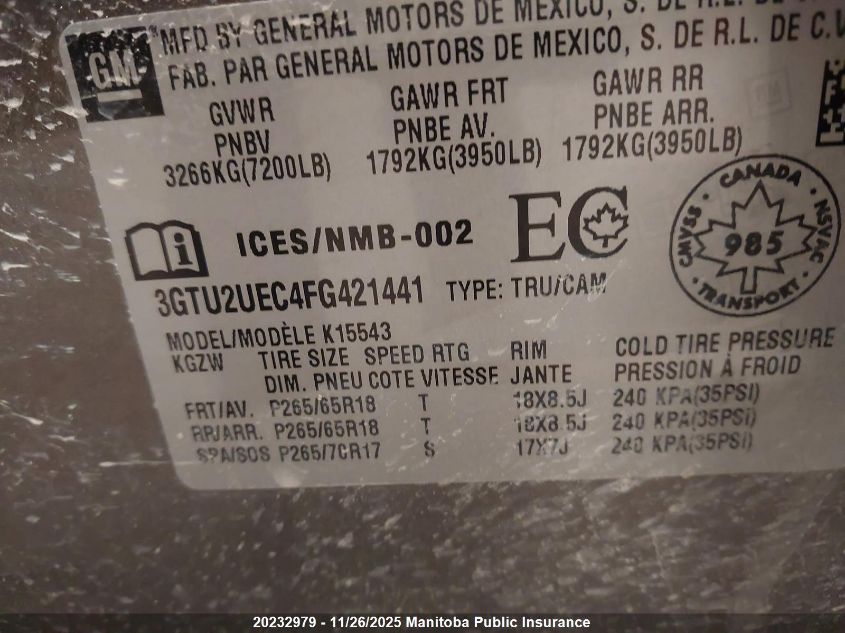 GM
MFD BY GENERAL MOTORS DE MEXICO, S. DE R.L. DE
FAB. PAR GENERAL MOTORS DE MEXICO, S. DE R.L. DE C.V
GVWR GAWR FRT GAWR RR
PNBV PNBE AV. PNBE ARR.
3266KG(7200LB) 1792KG(3950LB) 1792KG(3950LB)
ICES/NMB-002 EC
CANADA CMVSS 985 NSVAC TRANSPORT
3GTU2UEC4FG421441 TYPE: TRU/CAM
MODEL/MODÈLE K15543
KGZW TIRE SIZE SPEED RTG RIM COLD TIRE PRESSURE
DIM. PNEU COTE VITESSE JANTE PRESSION À FROID
FRT/AV. P265/65R18 T 18X8.5J 240 KPA(35PSI)
RR/ARR. P265/65R18 T 18X8.5J 240 KPA(35PSI)
SPA/SOS P265/70R17 S 17X7J 240 KPA(35PSI)
20232979 - 11/26/2025 Manitoba Public Insurance